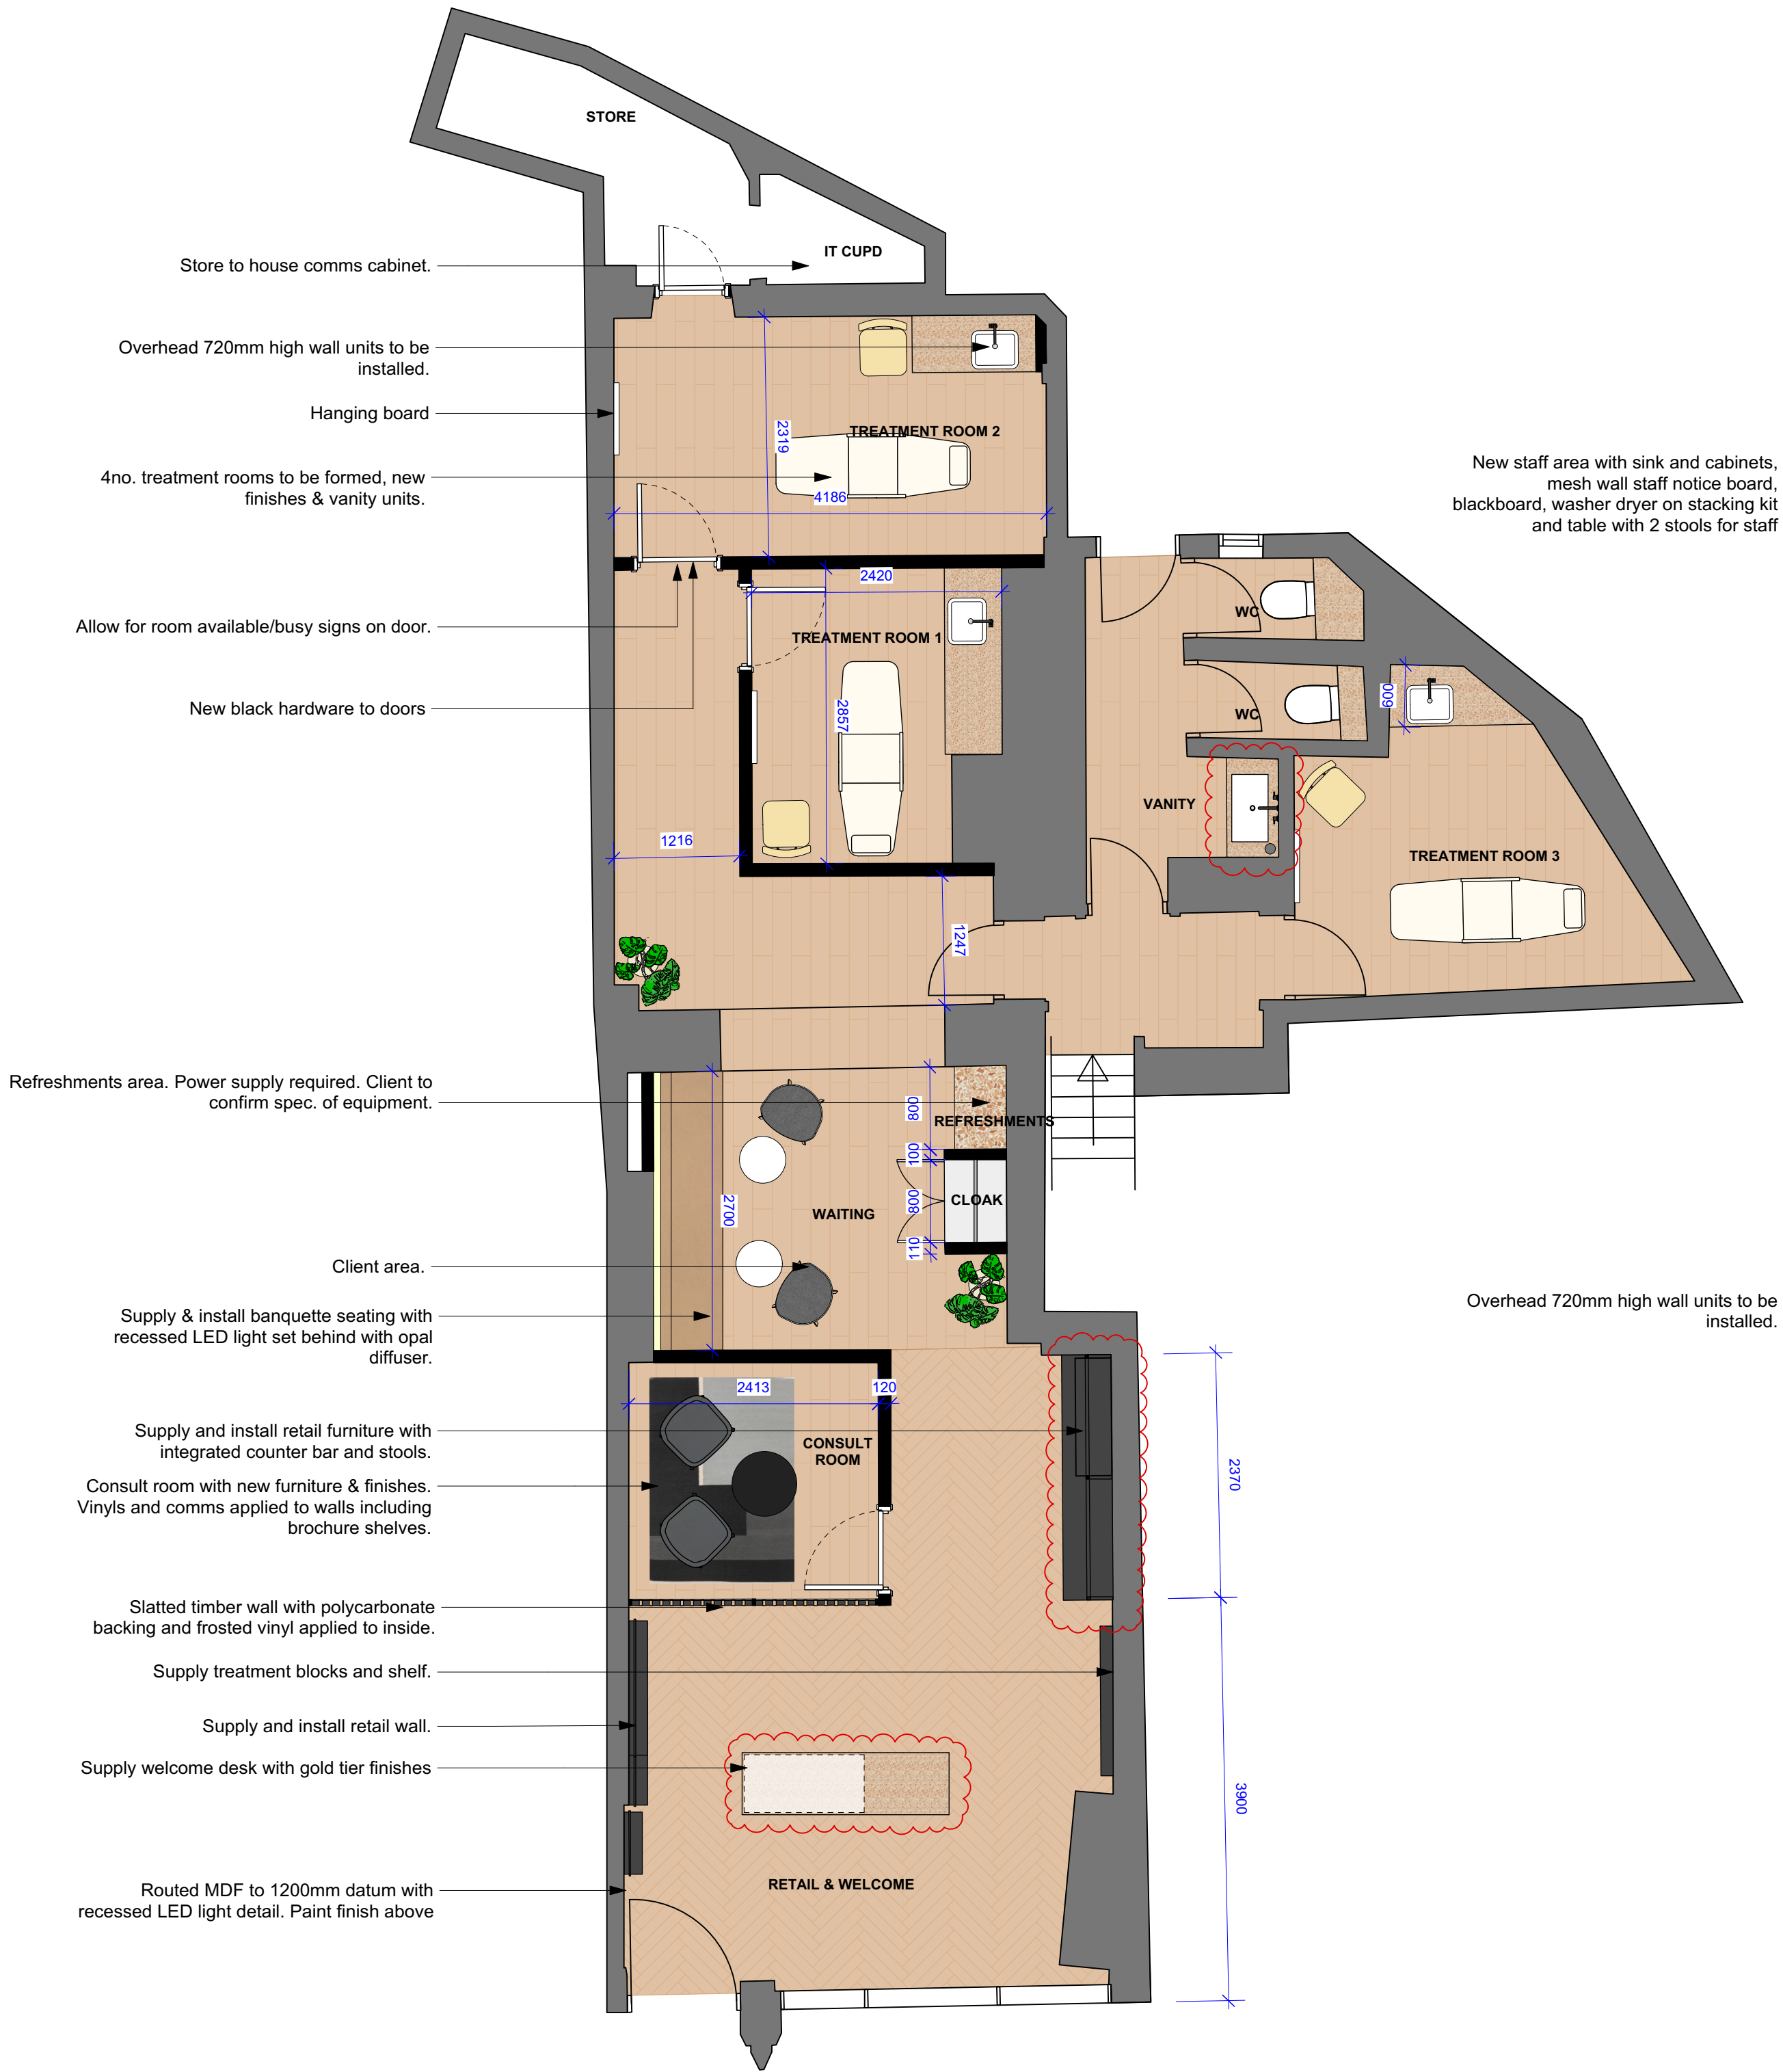 STORE
IT CUPD
Store to house comms cabinet.
Overhead 720mm high wall units to be
installed.
Hanging board
2319
TREATMENT ROOM 2
4no. treatment rooms to be formed, new
finishes & vanity units.
4186
New staff area with sink and cabinets,
mesh wall staff notice board,
blackboard, washer dryer on stacking kit
and table with 2 stools for staff
2420
WC
Allow for room available/busy signs on door.
TREATMENT ROOM 1
New black hardware to doors
2857
WC
600
VANITY
1216
TREATMENT ROOM 3
1247
Refreshments area. Power supply required. Client to
confirm spec. of equipment.
800
REFRESHMENTS
100
2700
WAITING
800
CLOAK
110
Client area.
Supply & install banquette seating with
recessed LED light set behind with opal
diffuser.
Overhead 720mm high wall units to be
installed.
2413
120
Supply and install retail furniture with
integrated counter bar and stools.
CONSULT
ROOM
2370
Consult room with new furniture & finishes.
Vinyls and comms applied to walls including
brochure shelves.
Slatted timber wall with polycarbonate
backing and frosted vinyl applied to inside.
Supply treatment blocks and shelf.
Supply and install retail wall.
Supply welcome desk with gold tier finishes
3900
RETAIL & WELCOME
Routed MDF to 1200mm datum with
recessed LED light detail. Paint finish above